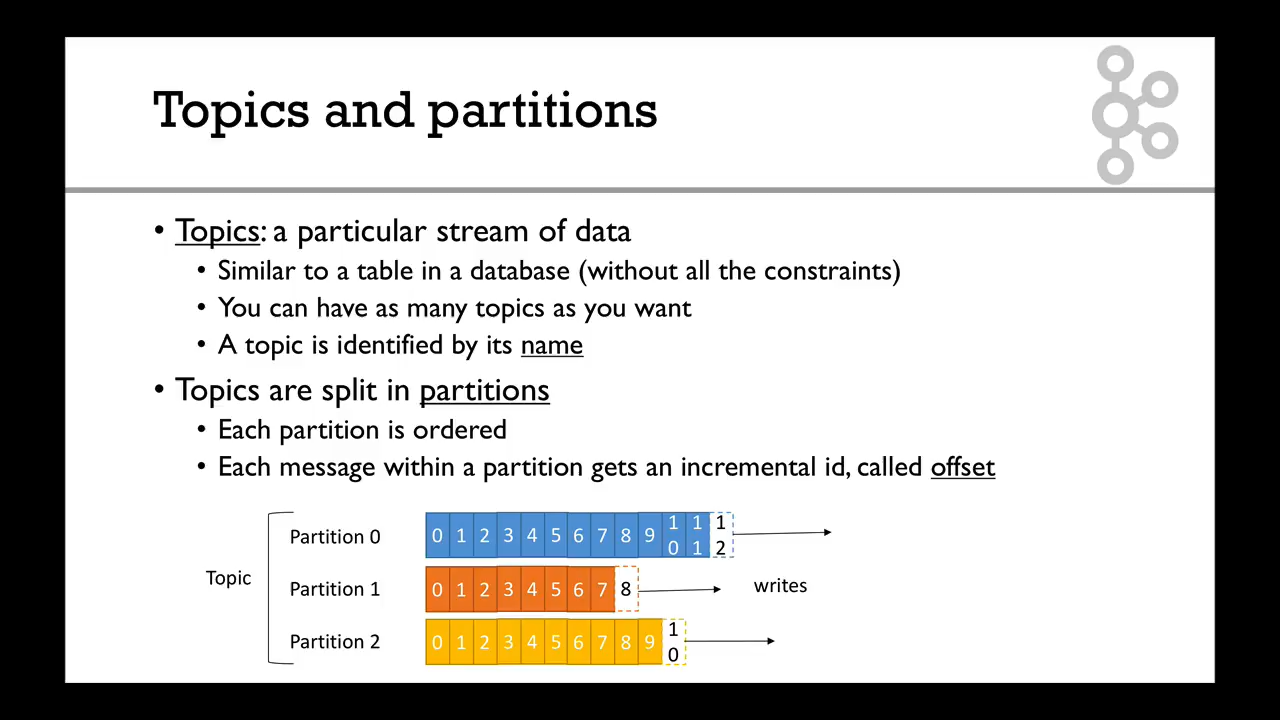 Topics and partitions
• Topics: a particular stream of data
• Similar to a table in a database (without all the constraints)
• You can have as many topics as you want
• A topic is identified by its name
• Topics are split in partitions
• Each partition is ordered
• Each message within a partition gets an incremental id, called offset
Topic
Partition 0 0 1 2 3 4 5 6 7 8 9 10 11 12
Partition 1 0 1 2 3 4 5 6 7 8
writes
Partition 2 0 1 2 3 4 5 6 7 8 9 10